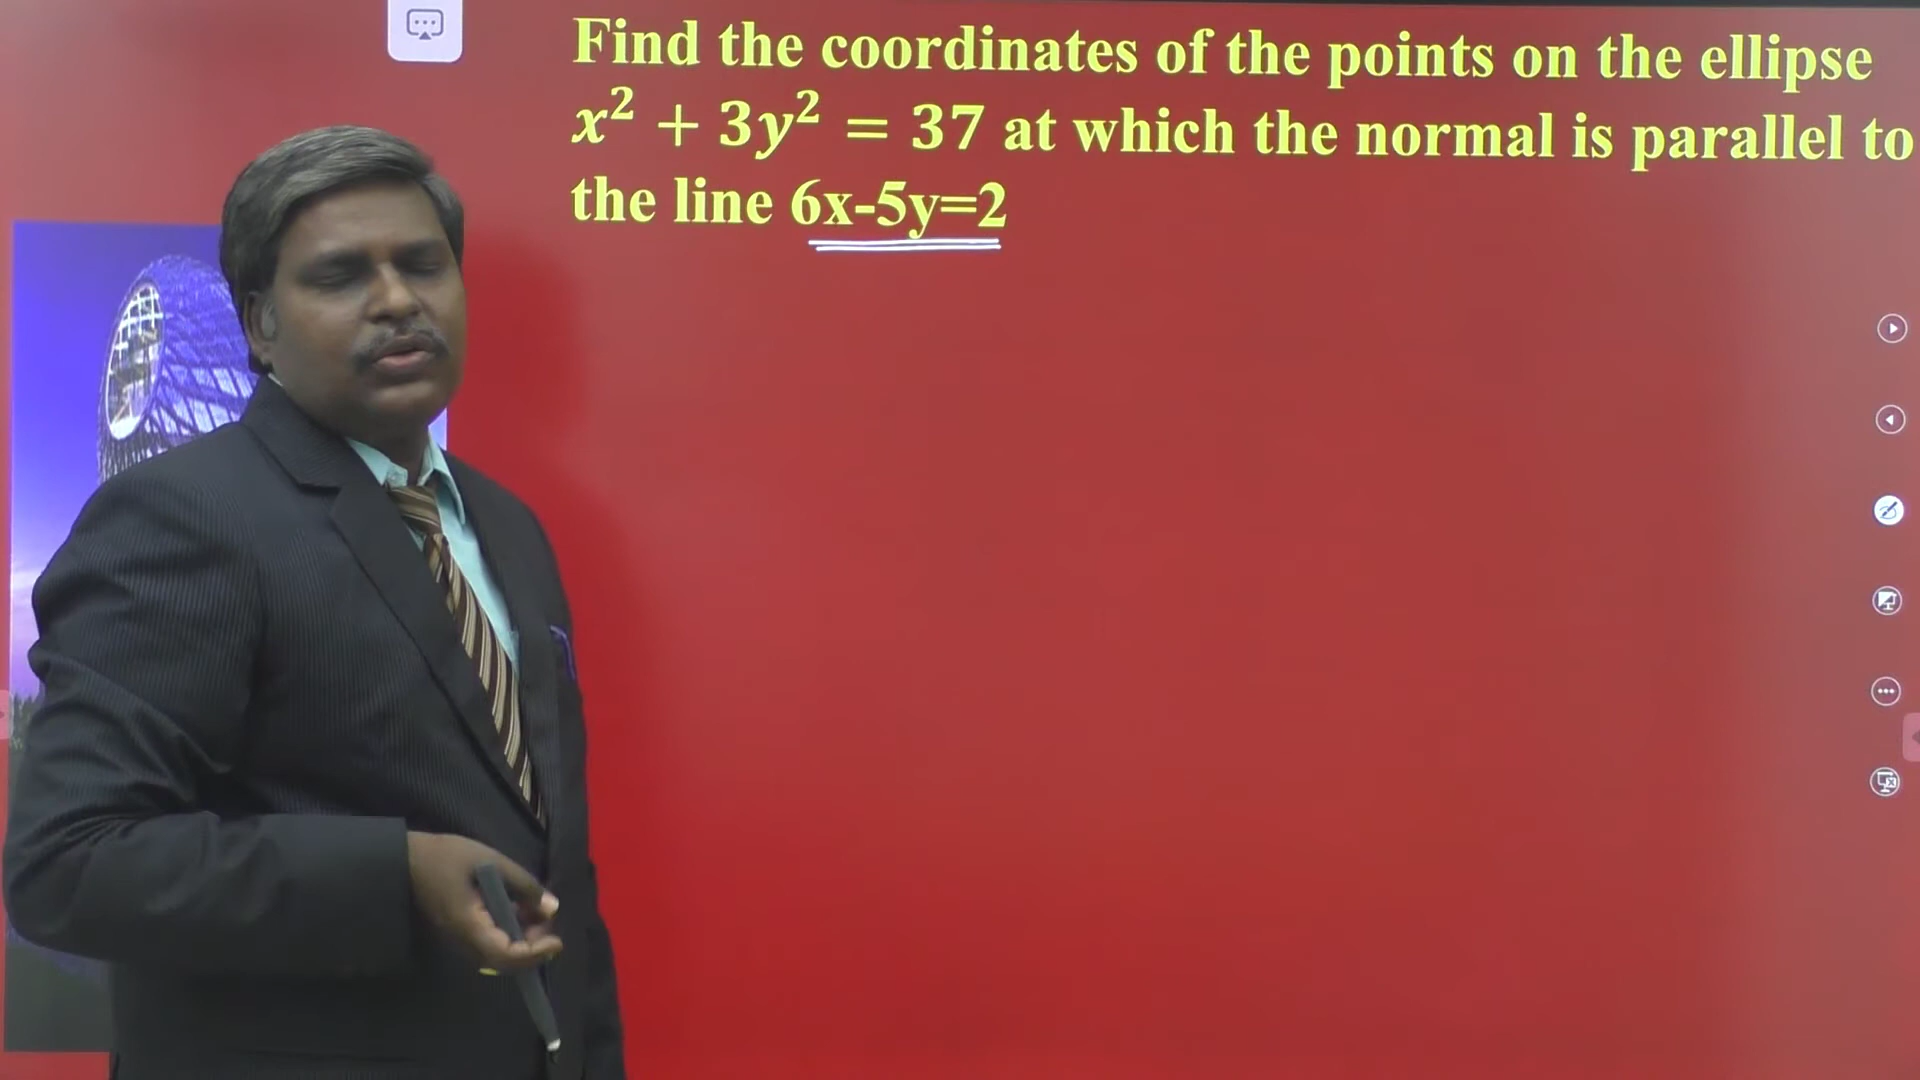 Find the coordinates of the points on the ellipse
x² + 3y² = 37 at which the normal is parallel to
the line 6x-5y=2